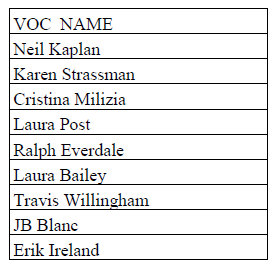 VOC_NAME
Neil Kaplan
Karen Strassman
Cristina Milizia
Laura Post
Ralph Everdale
Laura Bailey
Travis Willingham
JB Blanc
Erik Ireland